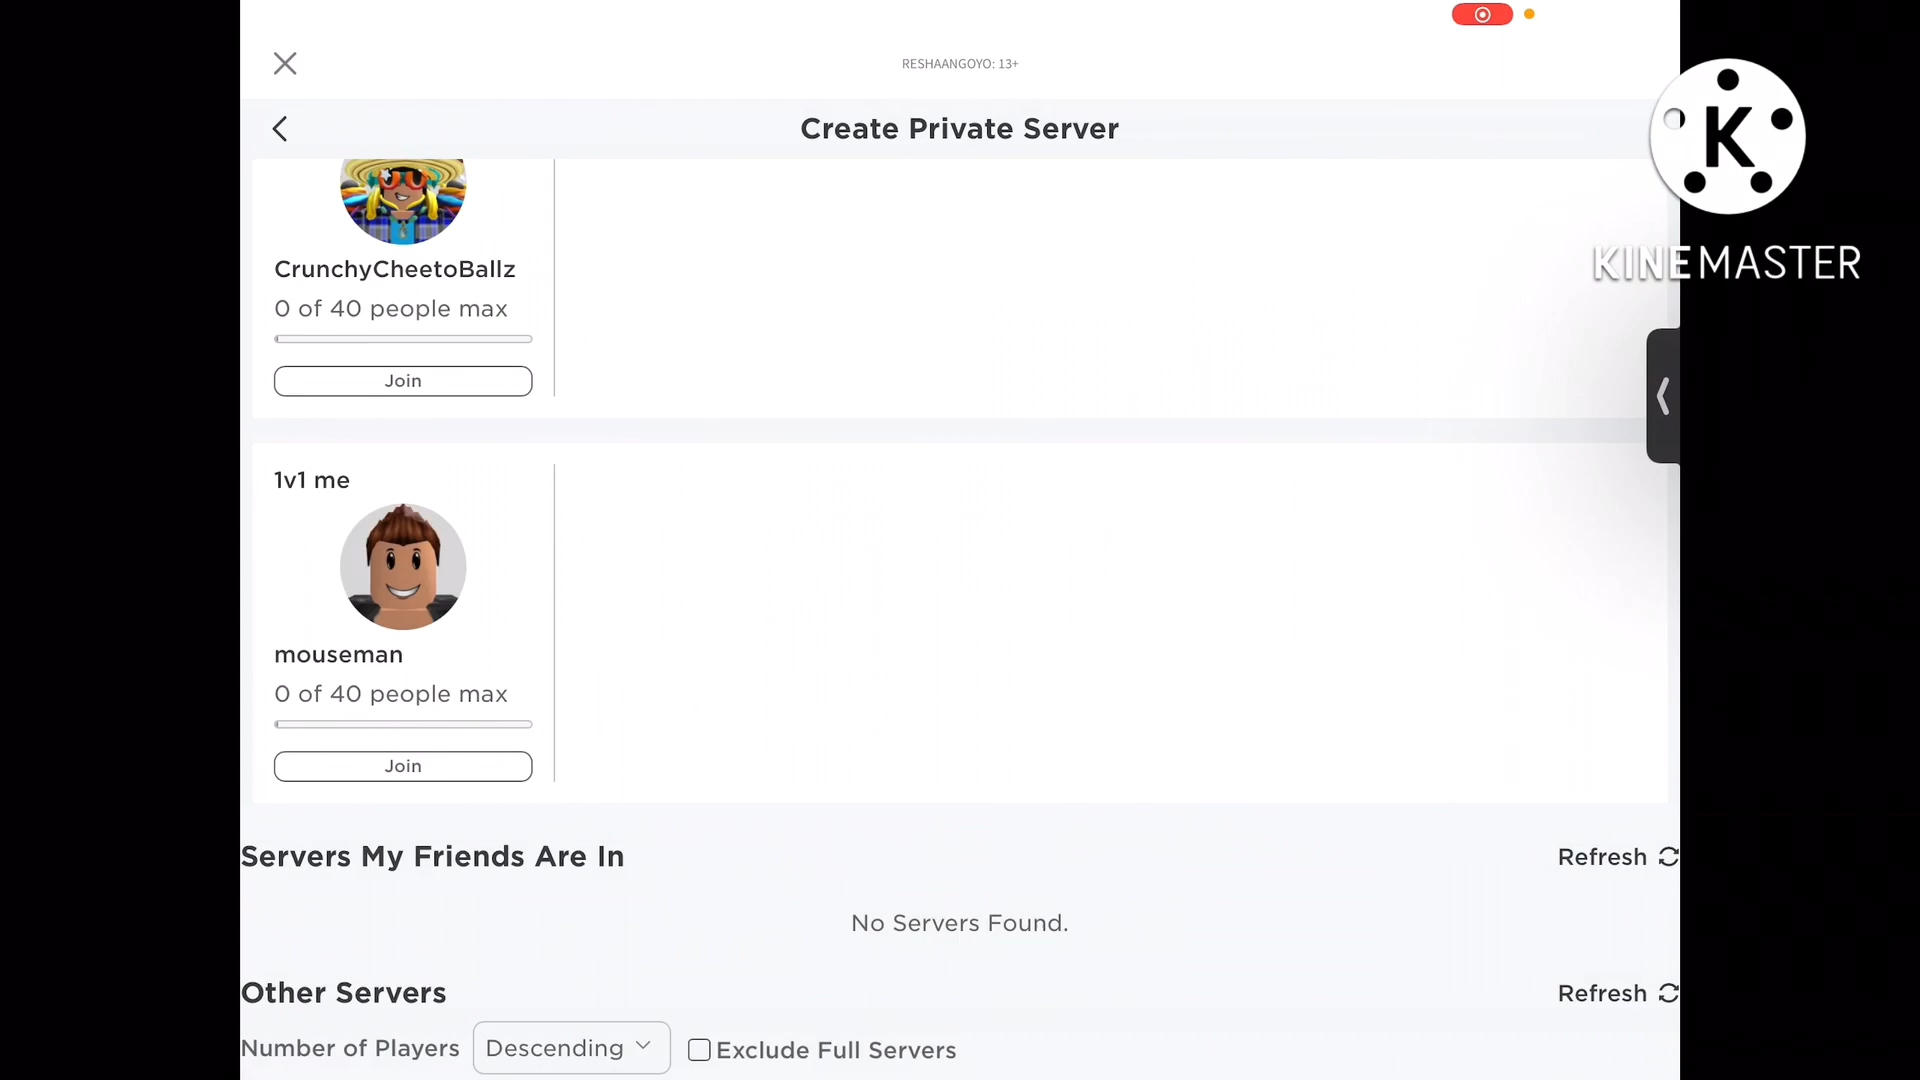 RESHAANGOYO: 13+
Create Private Server
K
KINEMASTER
CrunchyCheetoBallz
0 of 40 people max
Join
1v1 me
mouseman
0 of 40 people max
Join
Servers My Friends Are In
Refresh
No Servers Found.
Other Servers
Refresh
Number of Players
Descending
Exclude Full Servers